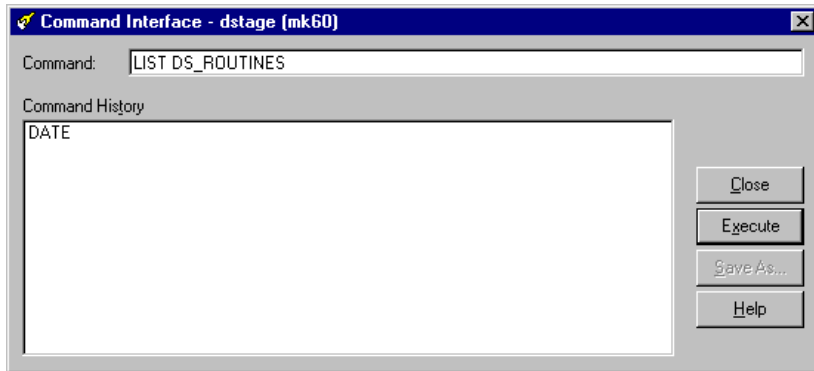 Command Interface - dstage (mk60)
Command: LIST DS_ROUTINES
Command History
DATE
Close
Execute
Save As...
Help